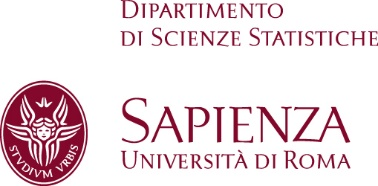 DIPARTIMENTO
DI SCIENZE STATISTICHE
SAPIENZA
UNIVERSITÀ DI ROMA
STVDIVM VRBIS